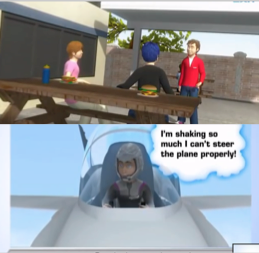 I'm shaking so
much I can't steer
the plane properly!